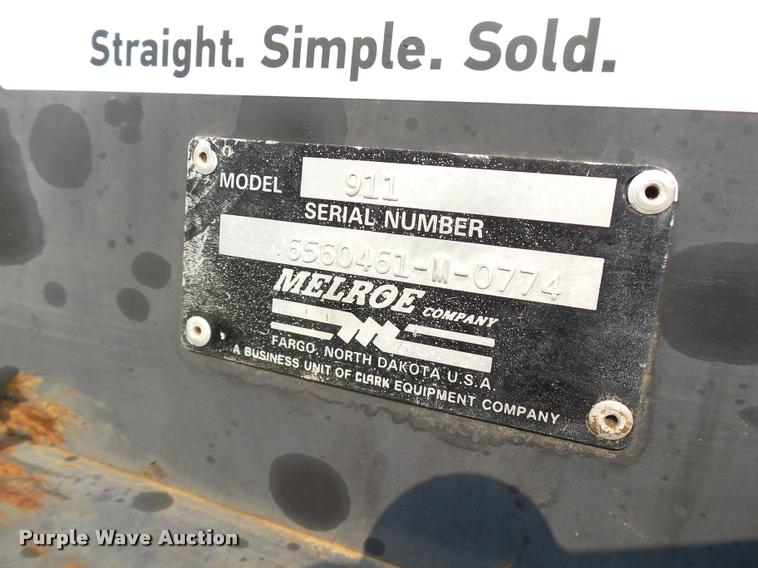 Straight. Simple. Sold.
MODEL 911
SERIAL NUMBER
6560461-M-0774
MELROE COMPANY
FARGO, NORTH DAKOTA U.S.A.
A BUSINESS UNIT OF CLARK EQUIPMENT COMPANY
Purple Wave Auction